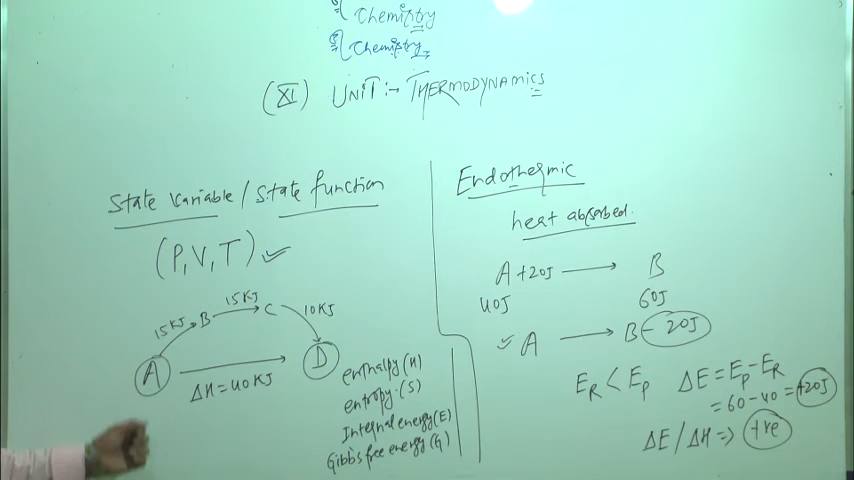 Chemistry
Chemistry
(XI) UNIT:- THERMODYNAMICS
State Variable / State function
(P,V,T) ✓
15KJ B 15KJ C 10KJ
A D
ΔH = 40KJ
enthalpy (H)
entropy (S)
Internal energy (E)
Gibbs free energy (G)
Endothermic
heat absorbed.
A + 20J → B
40J 60J
✓ A → B - 20J
E_R < E_P ΔE = E_P - E_R
= 60 - 40 = +20J
ΔE / ΔH => +ve